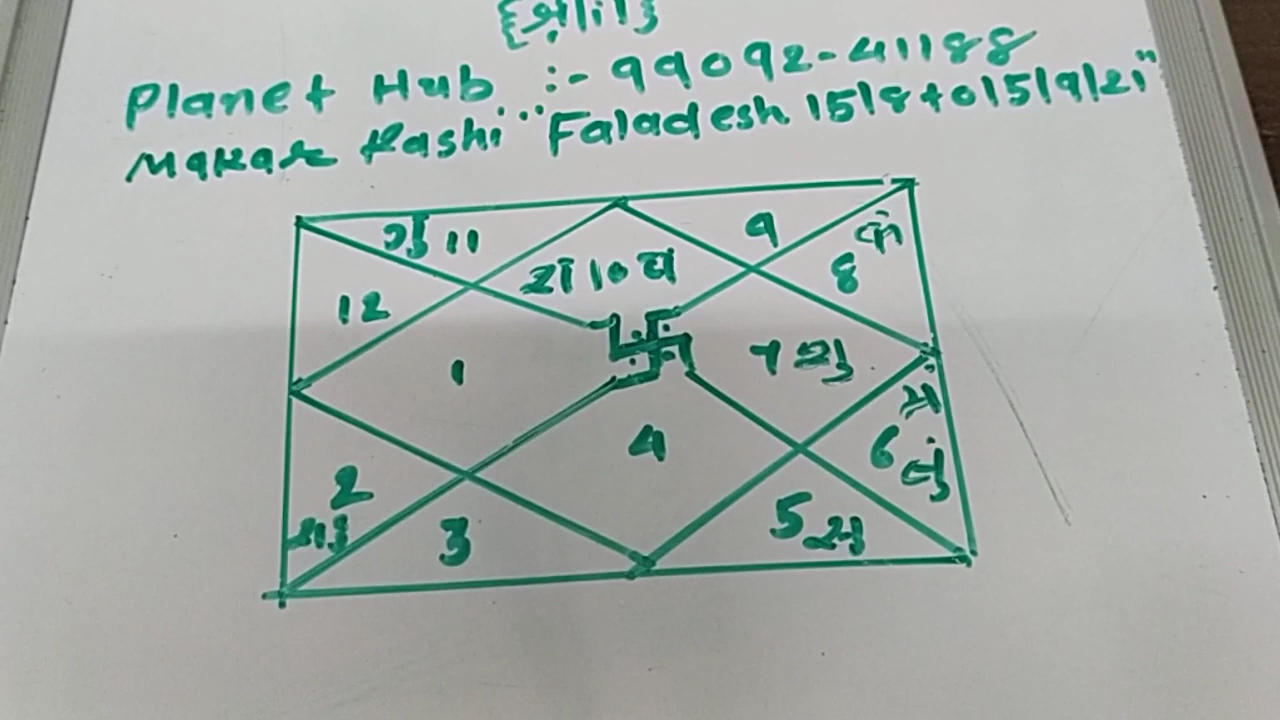 Planet Hub :- 99092-41188
Makar Rashi "Faladesh 15/8 to 15/9/21"
ગુ 11
9
10
8
12
1
7 શુ
મં
6
4
2
5
3